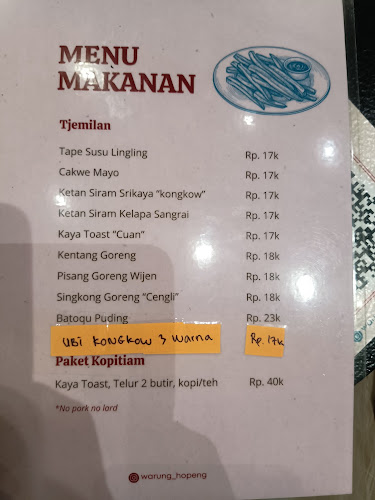 MENU
MAKANAN
Tjemilan
Tape Susu Lingling Rp. 17k
Cakwe Mayo Rp. 17k
Ketan Siram Srikaya "kongkow" Rp. 17k
Ketan Siram Kelapa Sangrai Rp. 17k
Kaya Toast "Cuan" Rp. 17k
Kentang Goreng Rp. 18k
Pisang Goreng Wijen Rp. 18k
Singkong Goreng "Cengli" Rp. 18k
Batoqu Puding Rp. 23k
UBI KONGKOW 3 Warna Rp. 17k
Paket Kopitiam
Kaya Toast, Telur 2 butir, kopi/teh Rp. 40k
*No pork no lard
warung_hopeng